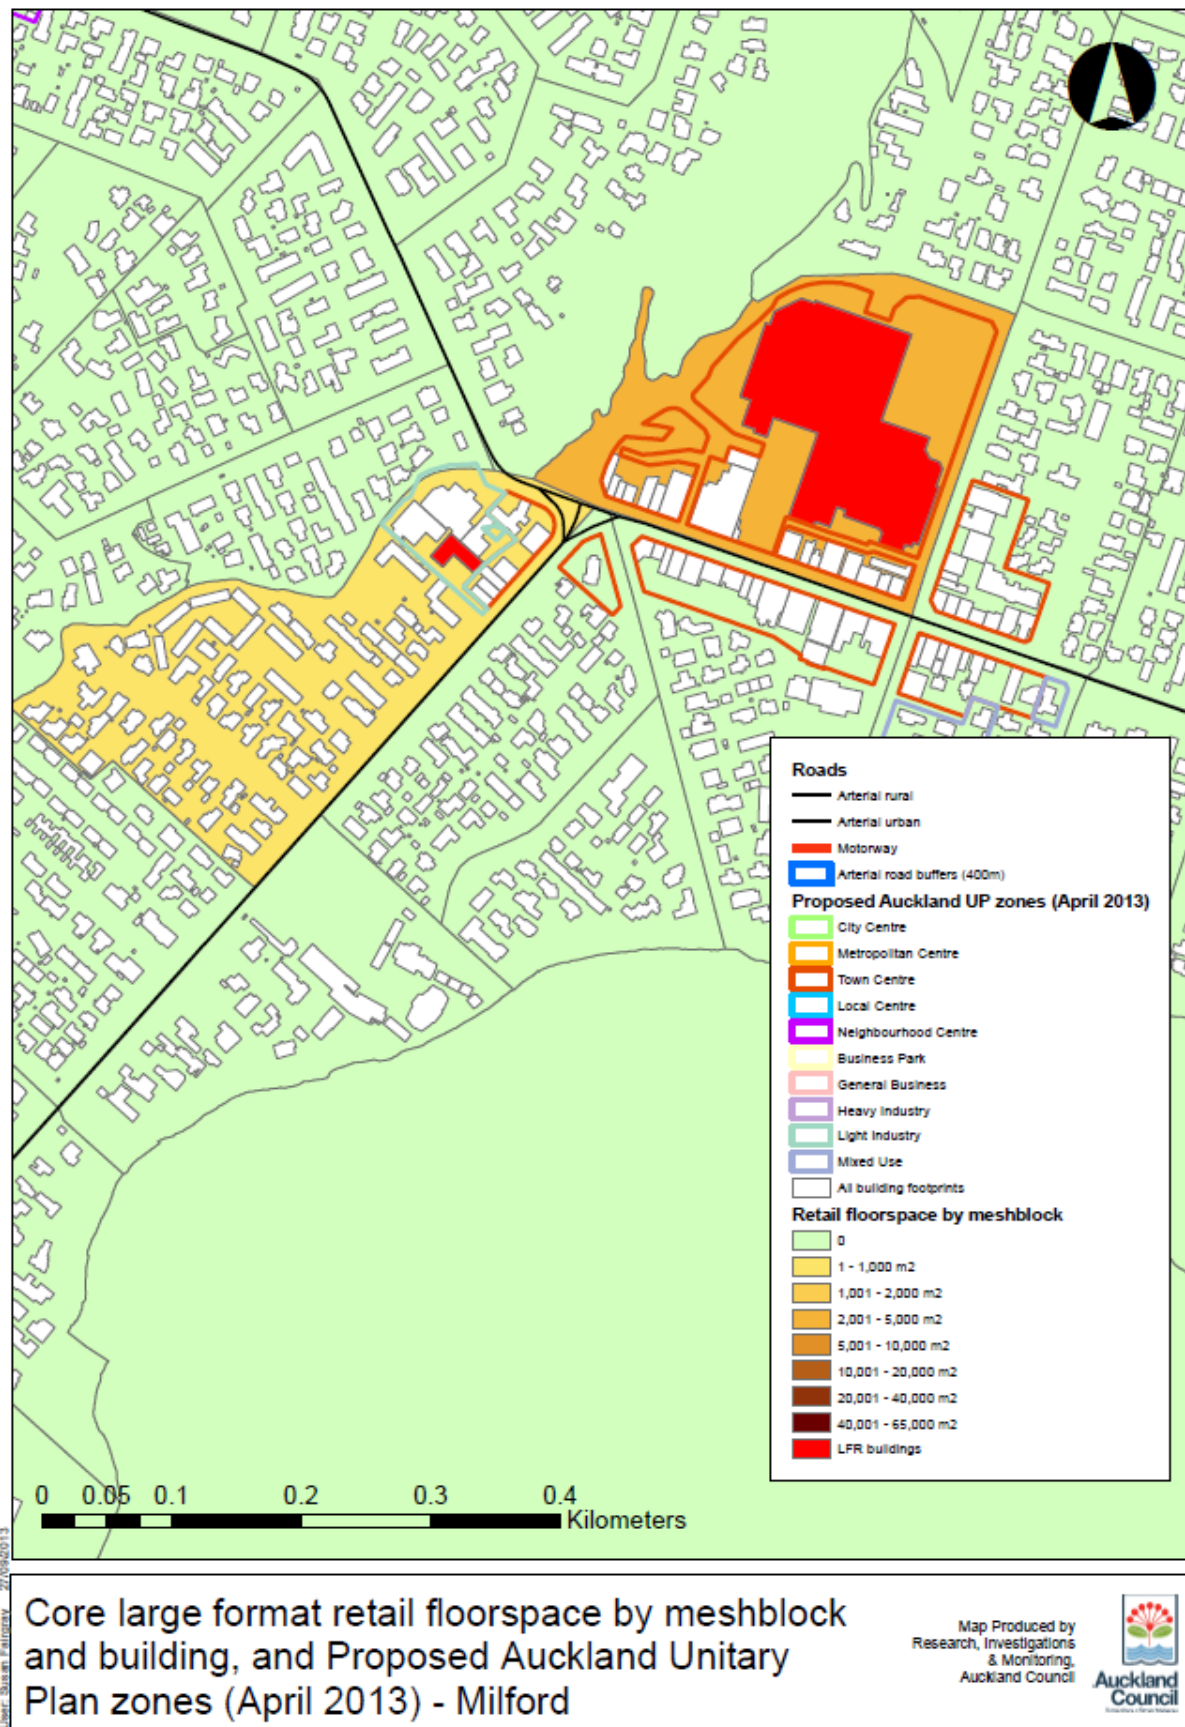 Roads
Arterial rural
Arterial urban
Motorway
Arterial road buffers (400m)
Proposed Auckland UP zones (April 2013)
City Centre
Metropolitan Centre
Town Centre
Local Centre
Neighbourhood Centre
Business Park
General Business
Heavy Industry
Light Industry
Mixed Use
All building footprints
Retail floorspace by meshblock
0
1 - 1,000 m2
1,001 - 2,000 m2
2,001 - 5,000 m2
5,001 - 10,000 m2
10,001 - 20,000 m2
20,001 - 40,000 m2
40,001 - 65,000 m2
LFR buildings
0 0.05 0.1 0.2 0.3 0.4
Kilometers
User: Susan Fairgray 27/09/2013
Core large format retail floorspace by meshblock
and building, and Proposed Auckland Unitary
Plan zones (April 2013) - Milford
Map Produced by
Research, Investigations
& Monitoring,
Auckland Council
Auckland
Council